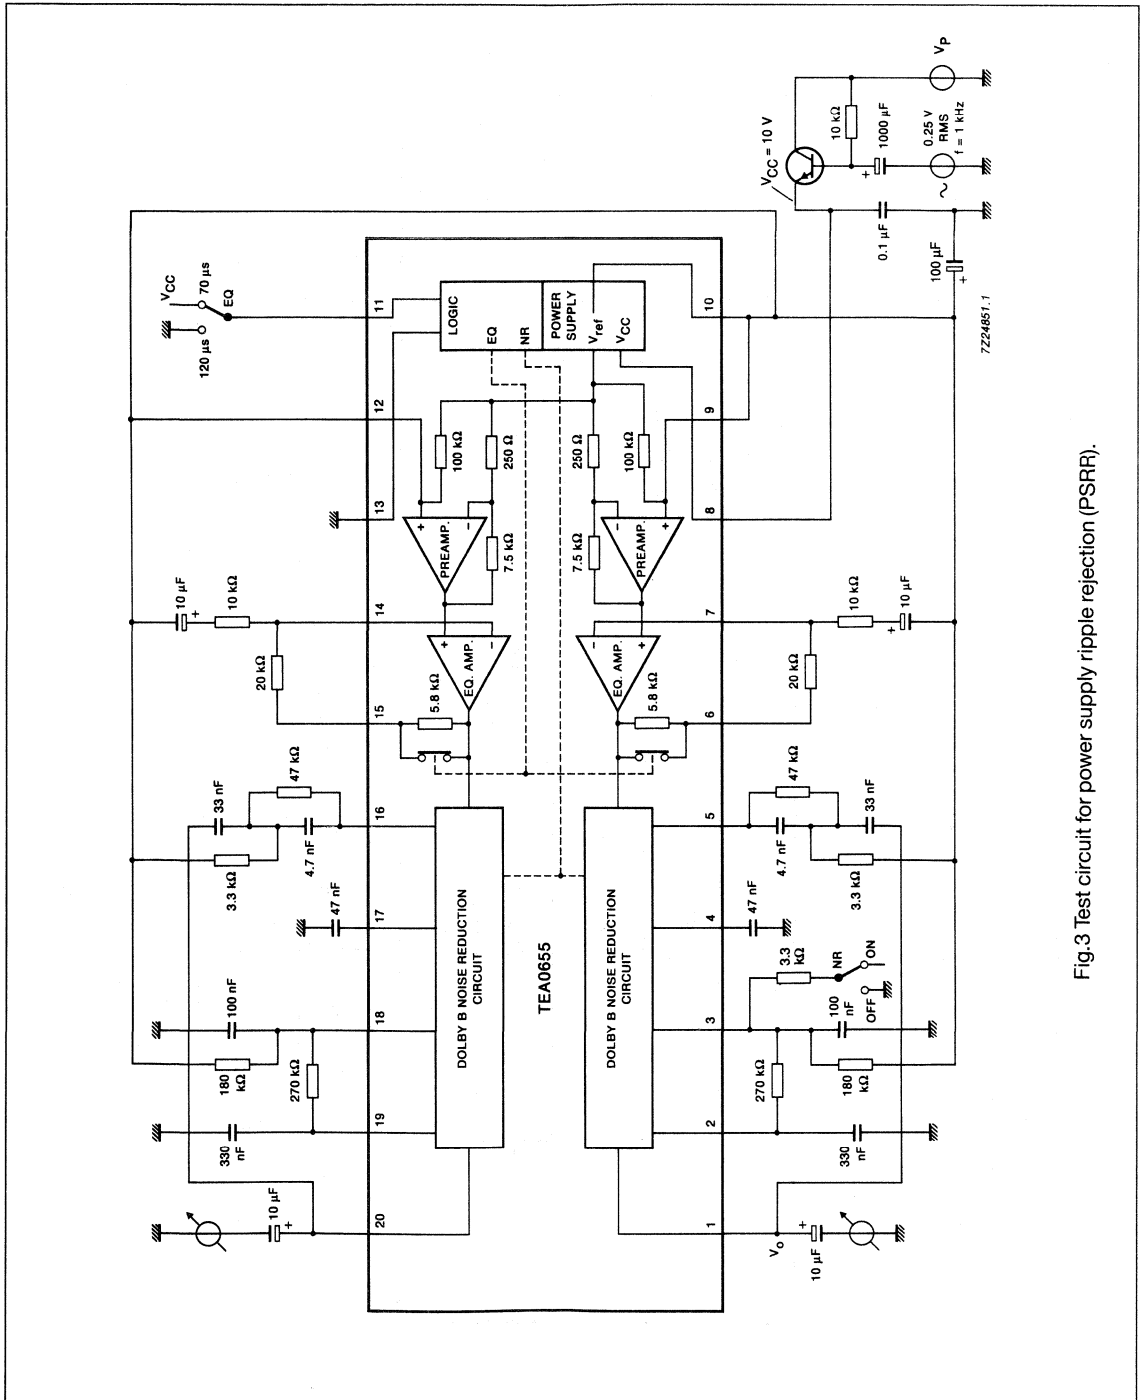 VP
0.25 V
RMS
f = 1 kHz
~
1000 µF
+
10 kΩ
VCC = 10 V
0.1 µF
100 µF
+
7Z24851.1
VCC
70 µs
EQ
120 µs
11
12
13
14
15
16
17
18
19
20
10
9
8
7
6
5
4
3
2
1
LOGIC
EQ
NR
POWER
SUPPLY
Vref
VCC
100 kΩ
250 Ω
250 Ω
100 kΩ
+
−
PREAMP.
7.5 kΩ
7.5 kΩ
−
+
PREAMP.
10 µF
+
10 kΩ
20 kΩ
+
−
EQ. AMP.
5.8 kΩ
−
+
EQ. AMP.
5.8 kΩ
10 kΩ
+
10 µF
20 kΩ
33 nF
47 kΩ
3.3 kΩ
4.7 nF
47 nF
100 nF
180
kΩ
270 kΩ
330
nF
10 µF
+
DOLBY B NOISE REDUCTION
CIRCUIT
TEA0655
DOLBY B NOISE REDUCTION
CIRCUIT
47 kΩ
33 nF
4.7 nF
3.3 kΩ
47 nF
3.3
kΩ
NR
ON
OFF
100
nF
270 kΩ
180
kΩ
330
nF
Vo
+
10 µF
Fig.3 Test circuit for power supply ripple rejection (PSRR).